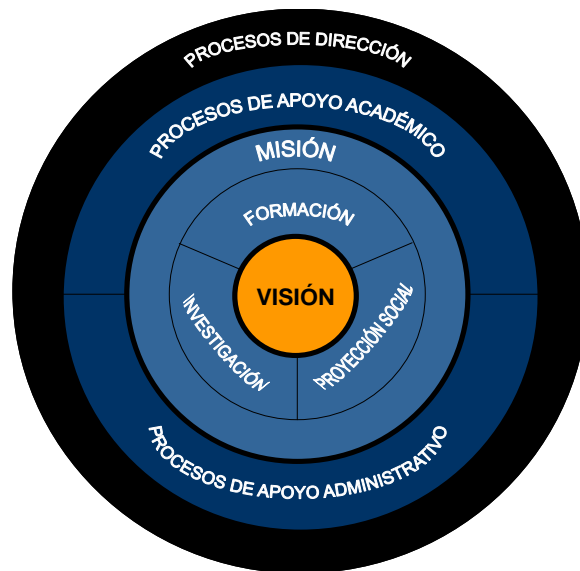 PROCESOS DE DIRECCIÓN
PROCESOS DE APOYO ACADÉMICO
MISIÓN
FORMACIÓN
VISIÓN
INVESTIGACIÓN
PROYECCIÓN SOCIAL
PROCESOS DE APOYO ADMINISTRATIVO